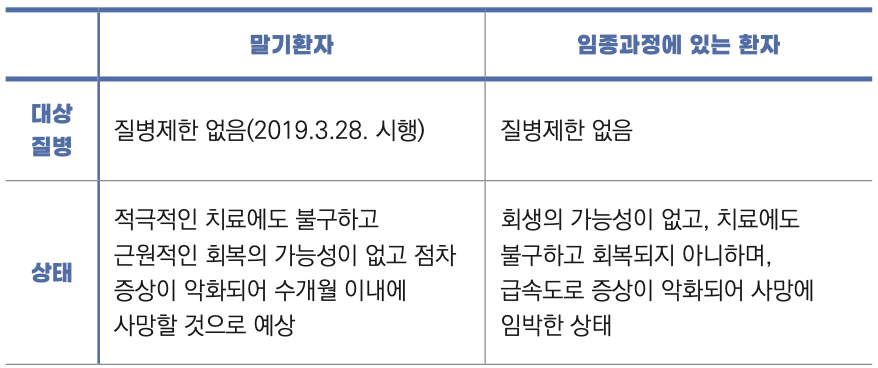 말기환자
임종과정에 있는 환자
대상
질병
질병제한 없음(2019.3.28. 시행)
질병제한 없음
상태
적극적인 치료에도 불구하고
근원적인 회복의 가능성이 없고 점차
증상이 악화되어 수개월 이내에
사망할 것으로 예상
회생의 가능성이 없고, 치료에도
불구하고 회복되지 아니하며,
급속도로 증상이 악화되어 사망에
임박한 상태